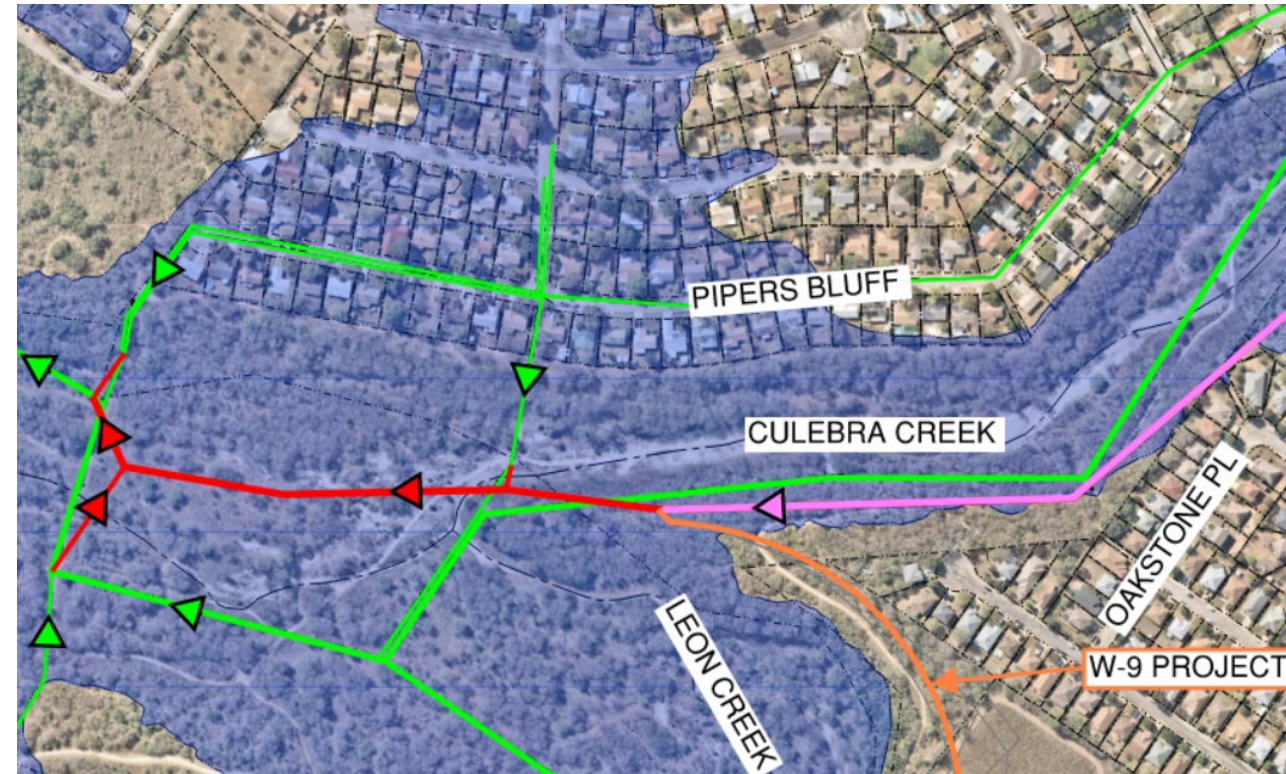 PIPERS BLUFF
CULEBRA CREEK
OAKSTONE PL
LEON CREEK
W-9 PROJECT